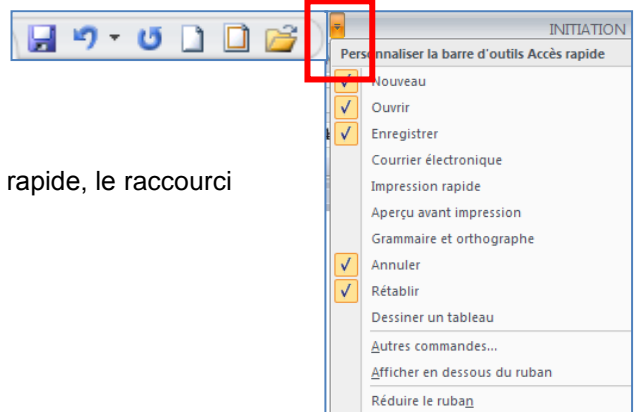 INITIATION
Personnaliser la barre d'outils Accès rapide
Nouveau
Ouvrir
Enregistrer
Courrier électronique
rapide, le raccourci
Impression rapide
Aperçu avant impression
Grammaire et orthographe
Annuler
Rétablir
Dessiner un tableau
Autres commandes...
Afficher en dessous du ruban
Réduire le ruban